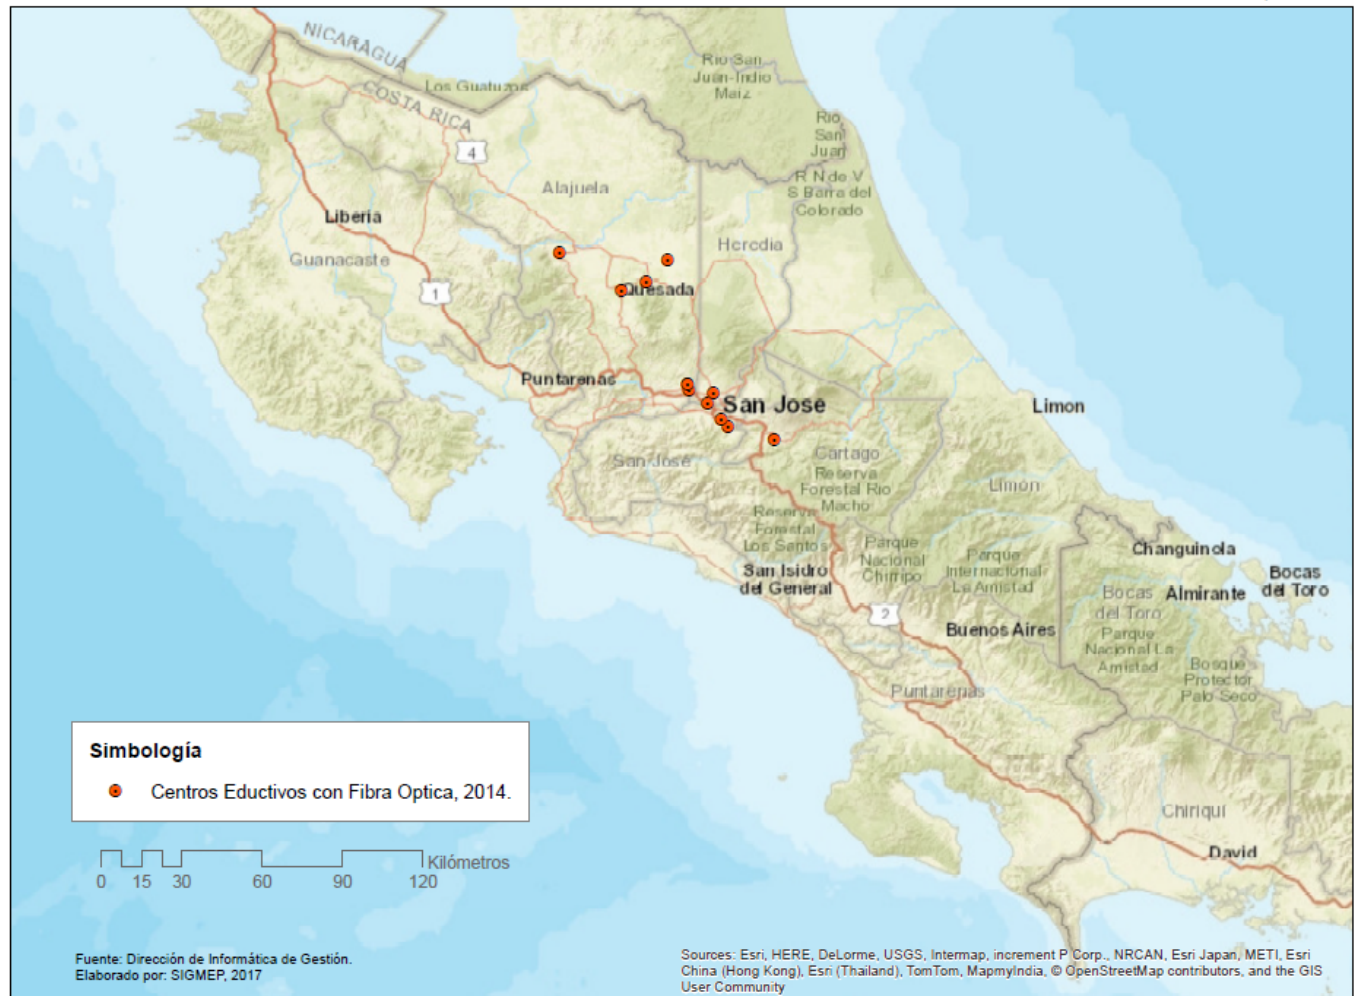 NICARAGUA
COSTA RICA
Los Guatuzos
Rio San
Juan-Indio
Maiz
Rio
San
Juan
R N de V
S Barra del
Colorado
4
Alajuela
Liberia
Guanacaste
Heredia
1
Quesada
Puntarenas
San Jose
Limon
San José
Cartago
Reserva
Forestal Rio
Macho
Limón
Reserva
Forestal
Los Santos
Parque
Nacional
Chirripo
Parque
Internacional
La Amistad
Changuinola
Bocas
del Toro
San Isidro
del General
Bocas
del Toro
Almirante
2
Buenos Aires
Parque
Nacional La
Amistad
Bosque
Protector
Palo Seco
Puntarenas
Chiriquí
David
Simbología
Centros Eductivos con Fibra Optica, 2014.
Kilómetros
0 15 30 60 90 120
Fuente: Dirección de Informática de Gestión.
Elaborado por: SIGMEP, 2017
Sources: Esri, HERE, DeLorme, USGS, Intermap, increment P Corp., NRCAN, Esri Japan, METI, Esri
China (Hong Kong), Esri (Thailand), TomTom, MapmyIndia, © OpenStreetMap contributors, and the GIS
User Community